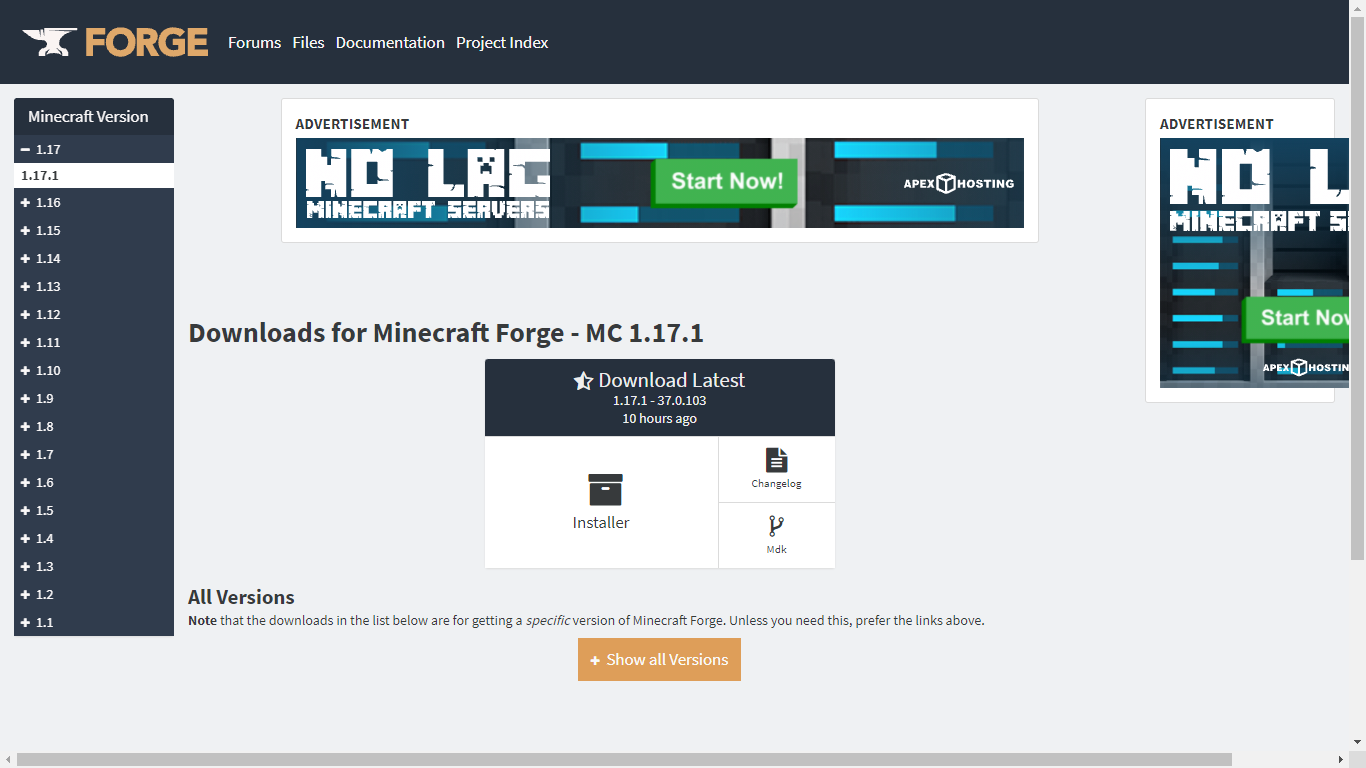 FORGE
Forums Files Documentation Project Index
Minecraft Version
1.17
1.17.1
1.16
1.15
1.14
1.13
1.12
1.11
1.10
1.9
1.8
1.7
1.6
1.5
1.4
1.3
1.2
1.1
ADVERTISEMENT
NO LAG
MINECRAFT SERVERS
Start Now!
APEX HOSTING
Downloads for Minecraft Forge - MC 1.17.1
Download Latest
1.17.1 - 37.0.103
10 hours ago
Installer
Changelog
Mdk
All Versions
Note that the downloads in the list below are for getting a specific version of Minecraft Forge. Unless you need this, prefer the links above.
Show all Versions
ADVERTISEMENT
NO L
MINECRAFT S
Start Nov
APEX HOSTIN